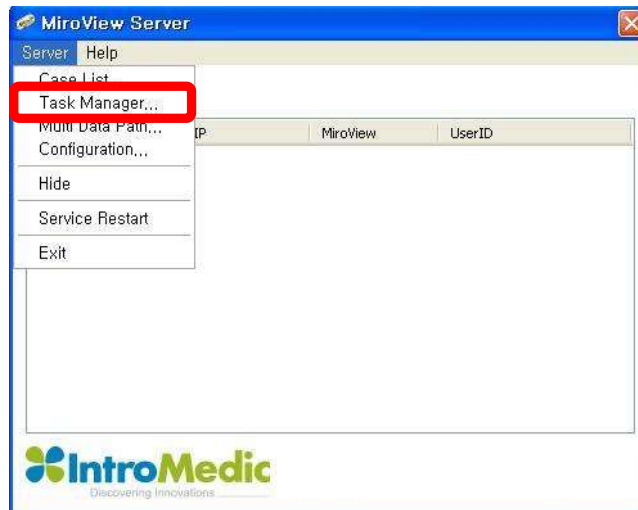 MiroView Server
Server Help
Case List...
Task Manager...
Multi Data Path...
Configuration...
Hide
Service Restart
Exit
IP MiroView UserID
IntroMedic
Discovering Innovations